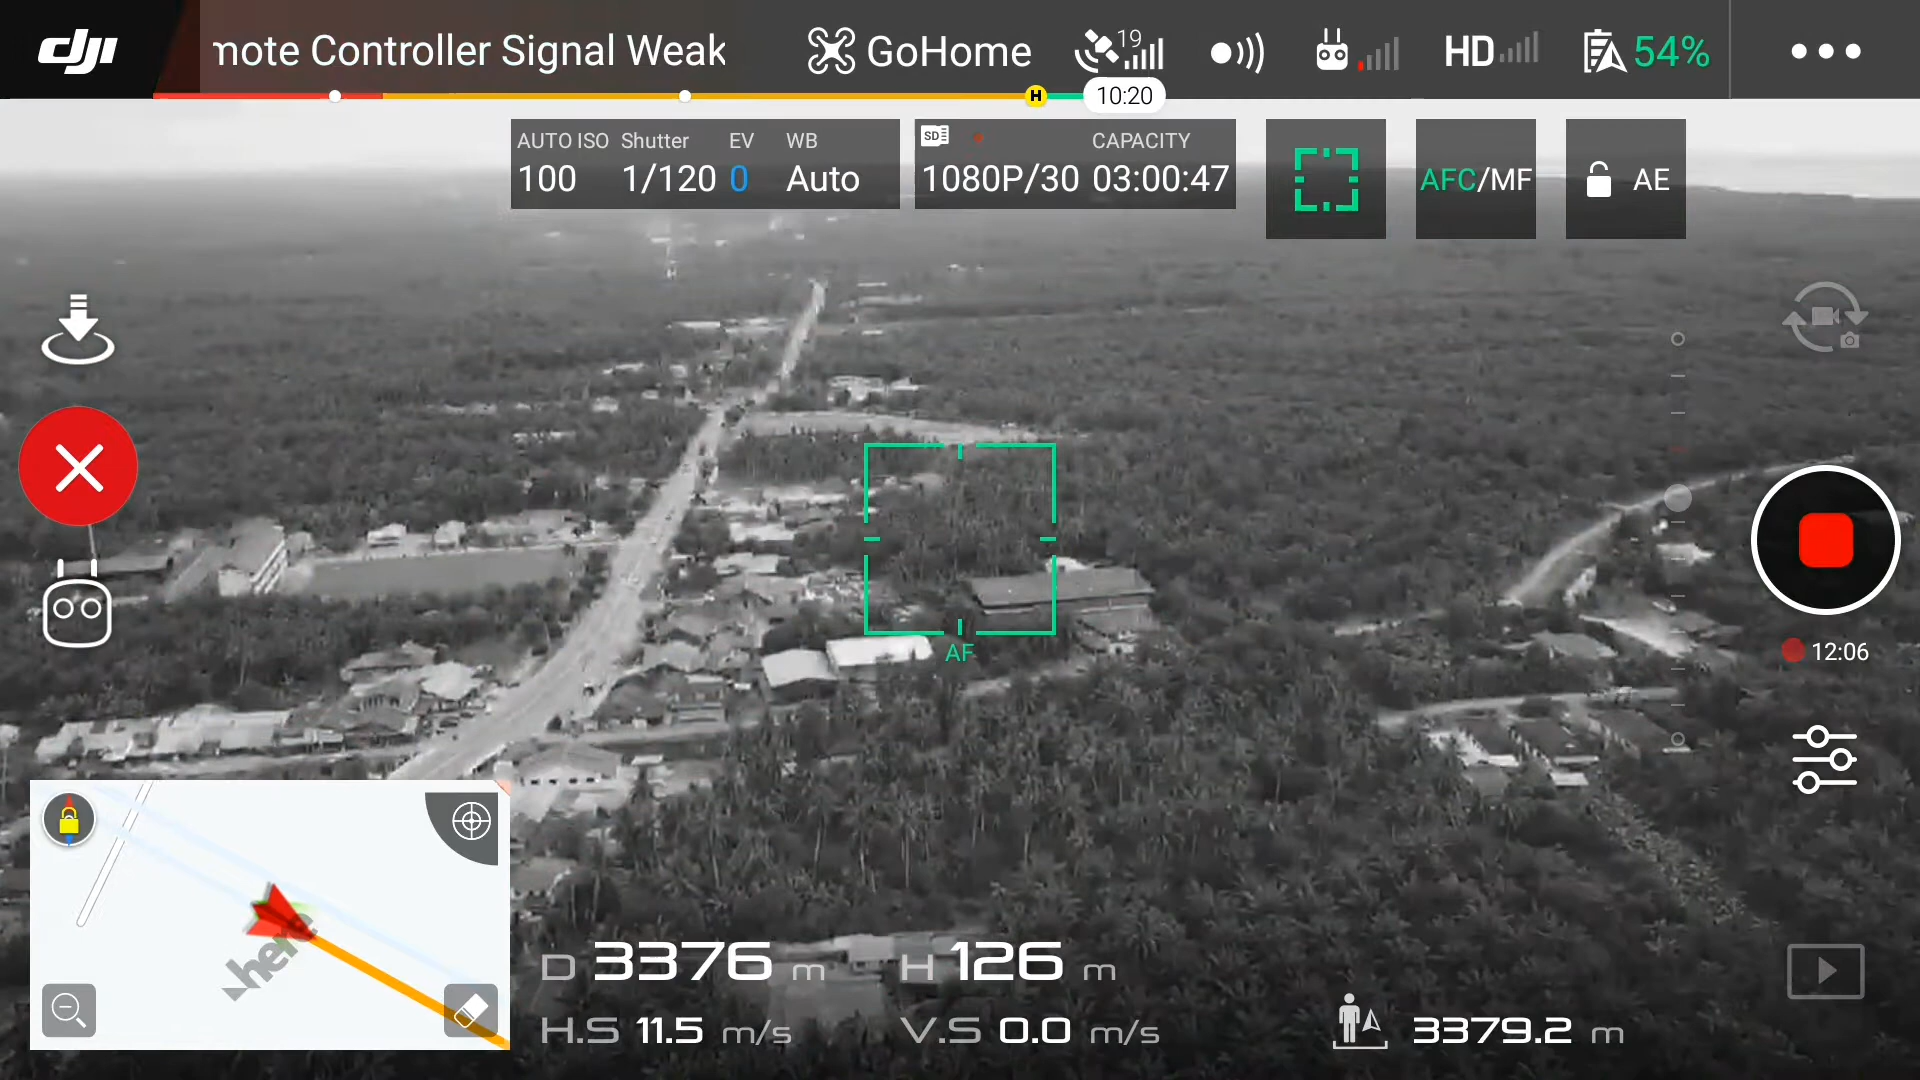 dji
mote Controller Signal Weak
GoHome
19
HD
54%
H
10:20
AUTO ISO Shutter EV WB
100 1/120 0 Auto
SD
CAPACITY
1080P/30 03:00:47
AFC/MF
AE
AF
12:06
here
D 3376 m
H 126 m
H.S 11.5 m/s
V.S 0.0 m/s
3379.2 m